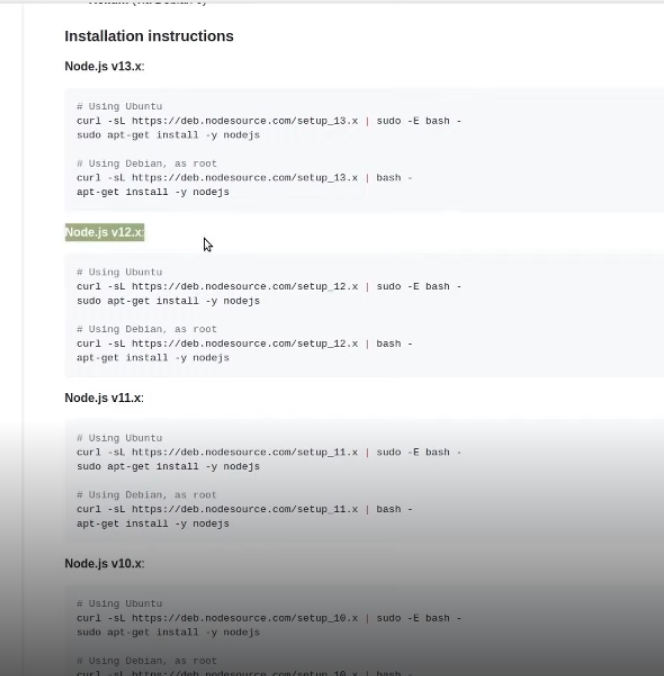 Installation instructions
Node.js v13.x:
# Using Ubuntu
curl -sL https://deb.nodesource.com/setup_13.x | sudo -E bash -
sudo apt-get install -y nodejs
# Using Debian, as root
curl -sL https://deb.nodesource.com/setup_13.x | bash -
apt-get install -y nodejs
Node.js v12.x:
# Using Ubuntu
curl -sL https://deb.nodesource.com/setup_12.x | sudo -E bash -
sudo apt-get install -y nodejs
# Using Debian, as root
curl -sL https://deb.nodesource.com/setup_12.x | bash -
apt-get install -y nodejs
Node.js v11.x:
# Using Ubuntu
curl -sL https://deb.nodesource.com/setup_11.x | sudo -E bash -
sudo apt-get install -y nodejs
# Using Debian, as root
curl -sL https://deb.nodesource.com/setup_11.x | bash -
apt-get install -y nodejs
Node.js v10.x:
# Using Ubuntu
curl -sL https://deb.nodesource.com/setup_10.x | sudo -E bash -
sudo apt-get install -y nodejs
# Using Debian, as root
curl -sL https://deb.nodesource.com/setup_10.x | bash -